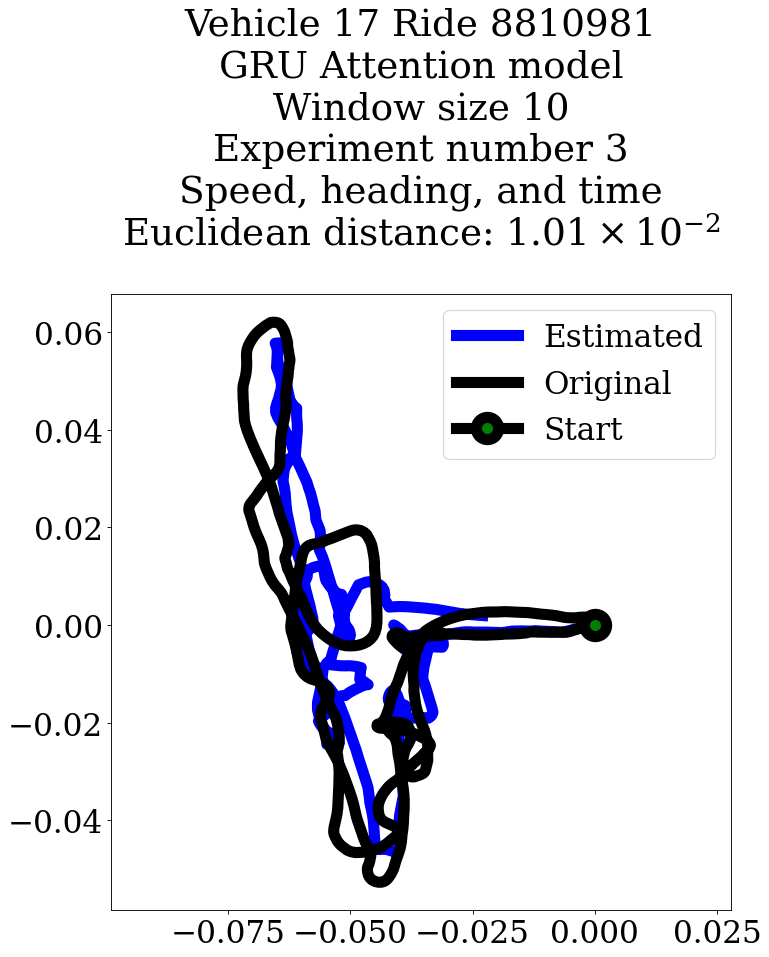 Vehicle 17 Ride 8810981
GRU Attention model
Window size 10
Experiment number 3
Speed, heading, and time
Euclidean distance: 1.01 × 10⁻²
Estimated
Original
Start
0.06
0.04
0.02
0.00
−0.02
−0.04
−0.075 −0.050 −0.025 0.000 0.025